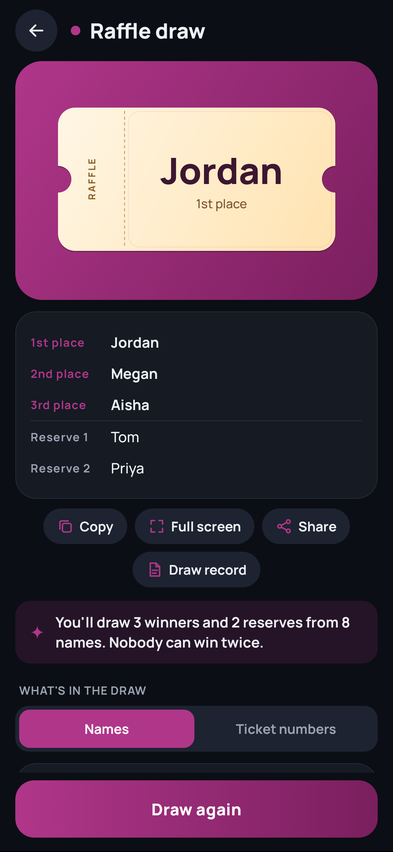 Raffle draw
RAFFLE
Jordan
1st place
1st place Jordan
2nd place Megan
3rd place Aisha
Reserve 1 Tom
Reserve 2 Priya
Copy Full screen Share
Draw record
You'll draw 3 winners and 2 reserves from 8
names. Nobody can win twice.
WHAT'S IN THE DRAW
Names Ticket numbers
Draw again